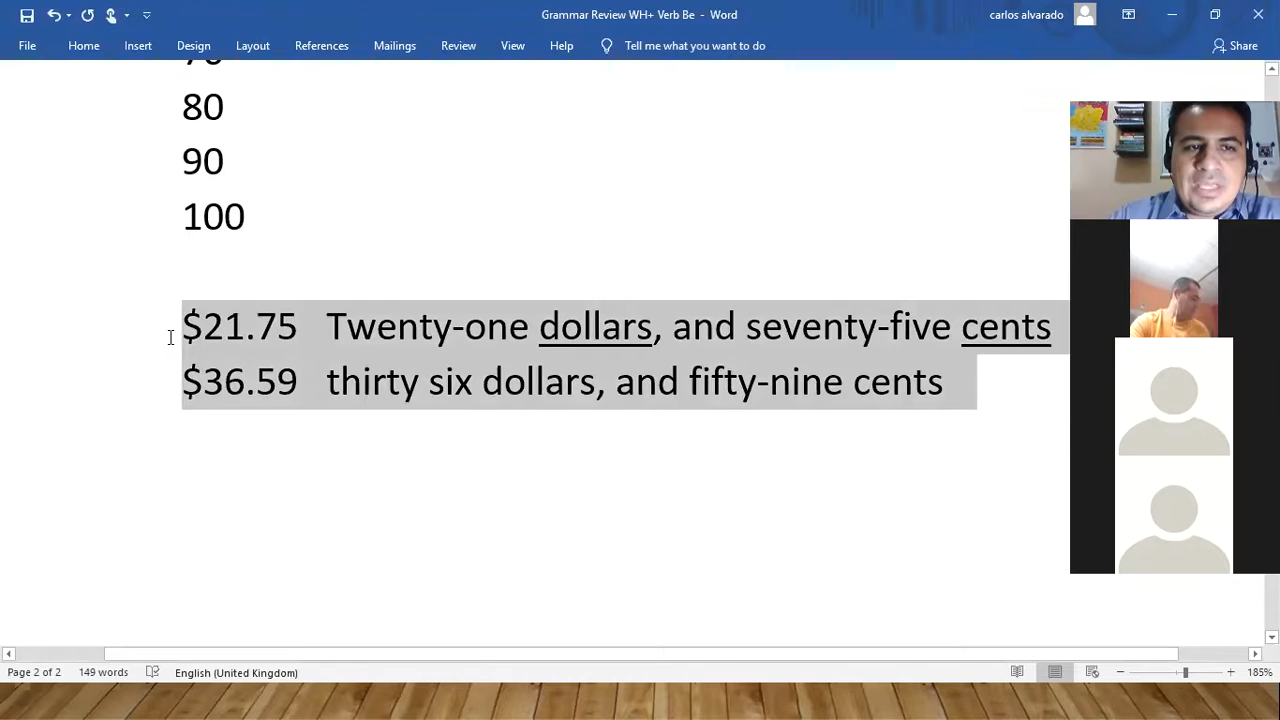 Grammar Review WH+ Verb Be - Word
carlos alvarado
File Home Insert Design Layout References Mailings Review View Help Tell me what you want to do Share
70
80
90
100
$21.75 Twenty-one dollars, and seventy-five cents
$36.59 thirty six dollars, and fifty-nine cents
Page 2 of 2 149 words English (United Kingdom) 185%